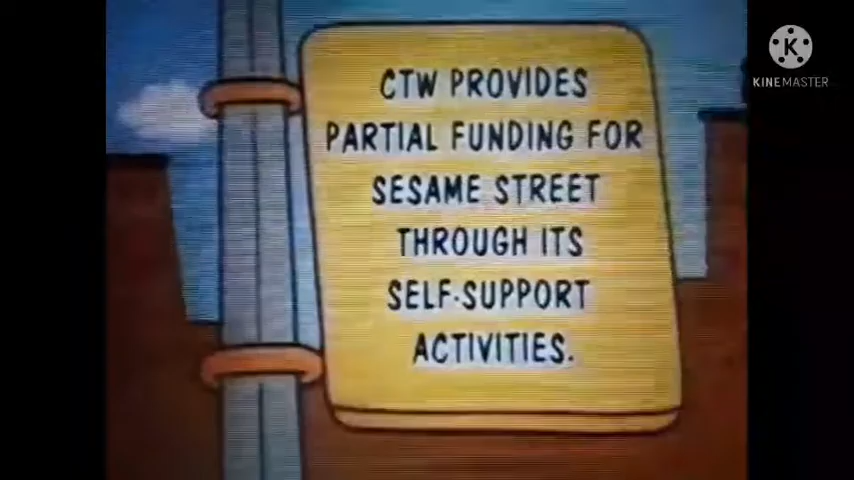 CTW PROVIDES
PARTIAL FUNDING FOR
SESAME STREET
THROUGH ITS
SELF-SUPPORT
ACTIVITIES.
K
KINEMASTER